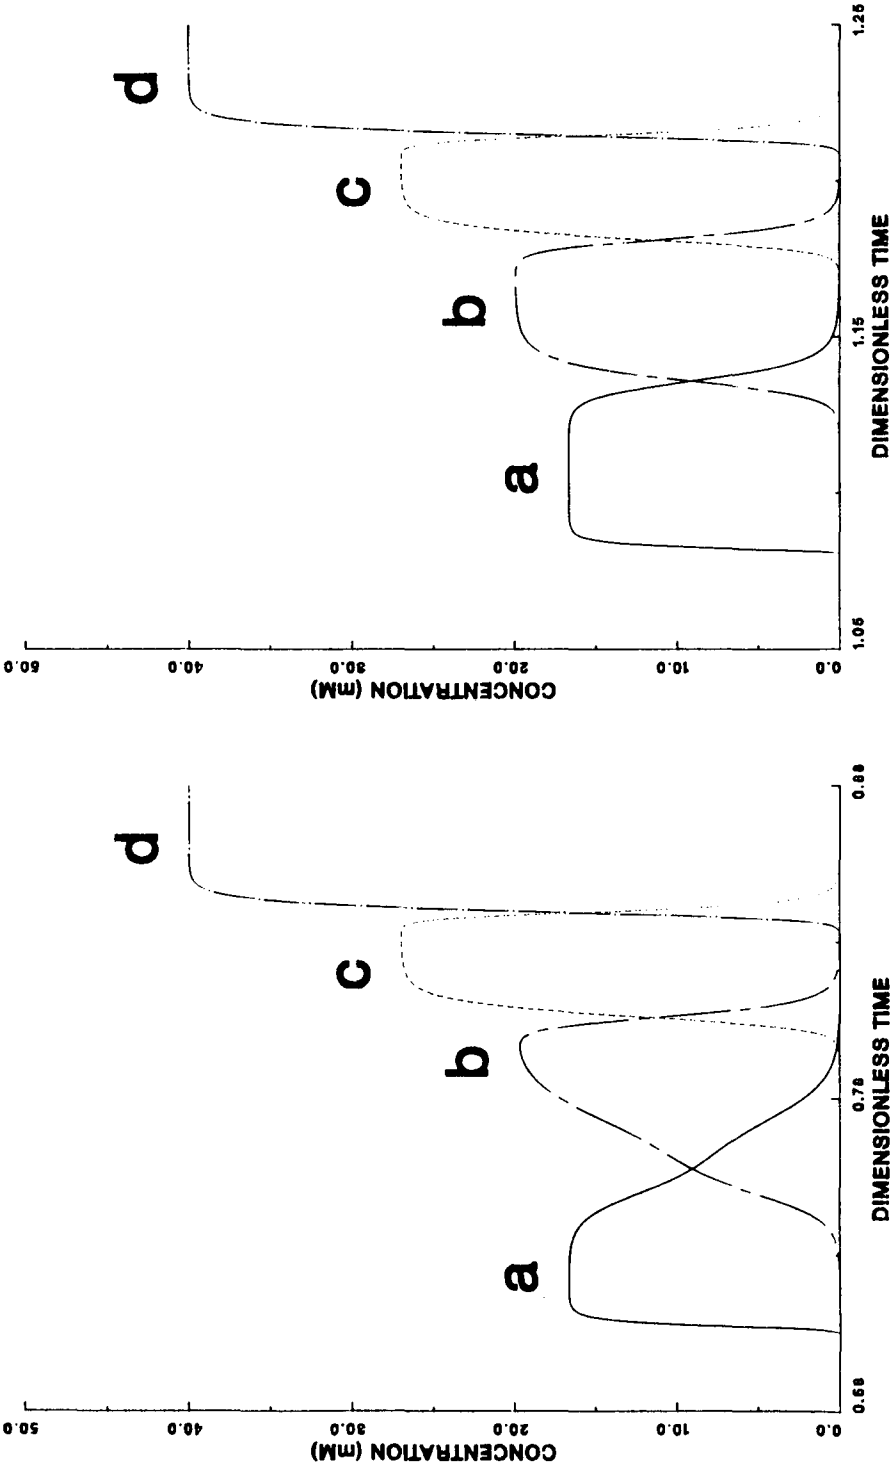 d
c
b
a
1.25
1.15
1.05
DIMENSIONLESS TIME
50.0
40.0
30.0
20.0
10.0
0.0
CONCENTRATION (mM)
d
c
b
a
0.88
0.78
0.68
DIMENSIONLESS TIME
50.0
40.0
30.0
20.0
10.0
0.0
CONCENTRATION (mM)